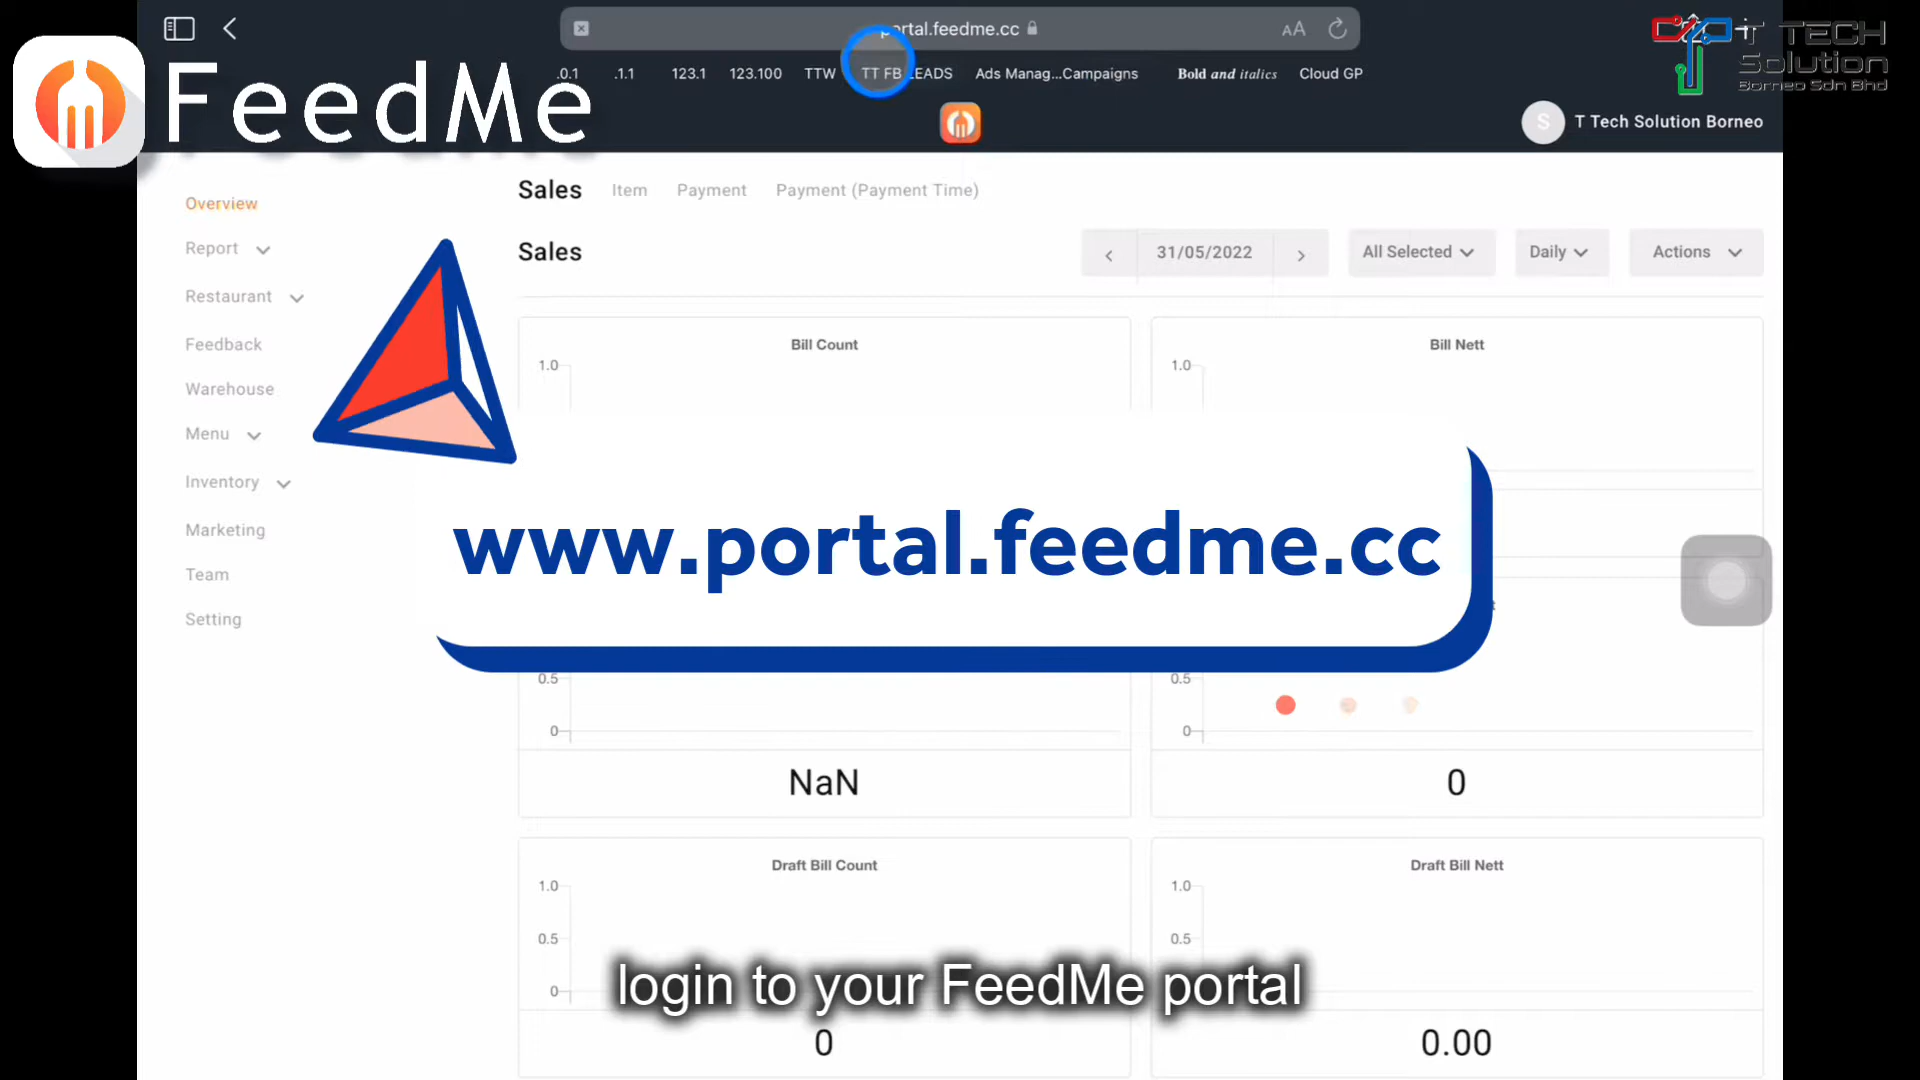 portal.feedme.cc
AA
T TECH
Solution
Borneo Sdn Bhd
.0.1 .1.1 123.1 123.100 TTW TT FB LEADS Ads Manag...Campaigns Bold and italics Cloud GP
FeedMe
S T Tech Solution Borneo
Overview
Report
Restaurant
Feedback
Warehouse
Menu
Inventory
Marketing
Team
Setting
Sales Item Payment Payment (Payment Time)
Sales
31/05/2022 All Selected Daily Actions
Bill Count
1.0
Bill Nett
1.0
www.portal.feedme.cc
0.5
0
NaN
0.5
0
0
Draft Bill Count
1.0
0.5
0
0
Draft Bill Nett
1.0
0.5
0.00
login to your FeedMe portal